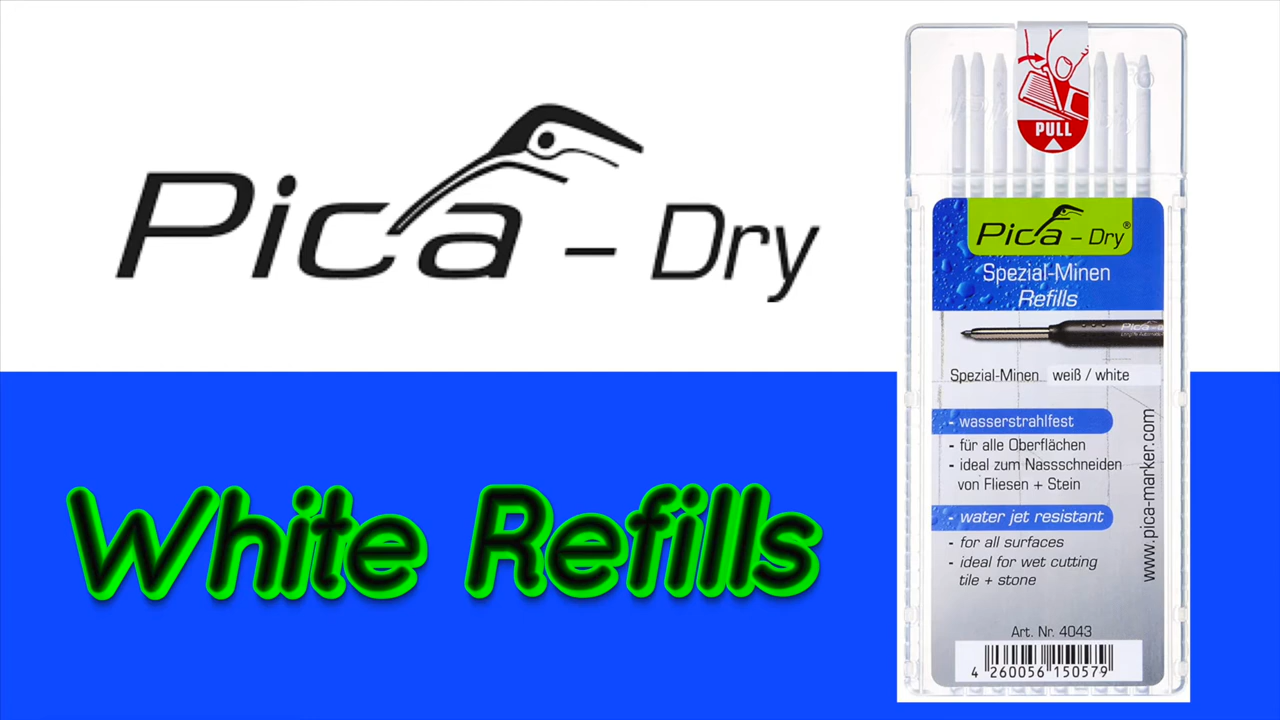 Pica – Dry
White Refills
PULL
Pica – Dry®
Spezial-Minen
Refills
Pica
Spezial-Minen weiß / white
- wasserstrahlfest
- für alle Oberflächen
- ideal zum Nassschneiden
von Fliesen + Stein
- water jet resistant
- for all surfaces
- ideal for wet cutting
tile + stone
www.pica-marker.com
Art. Nr. 4043
4 260056 150579